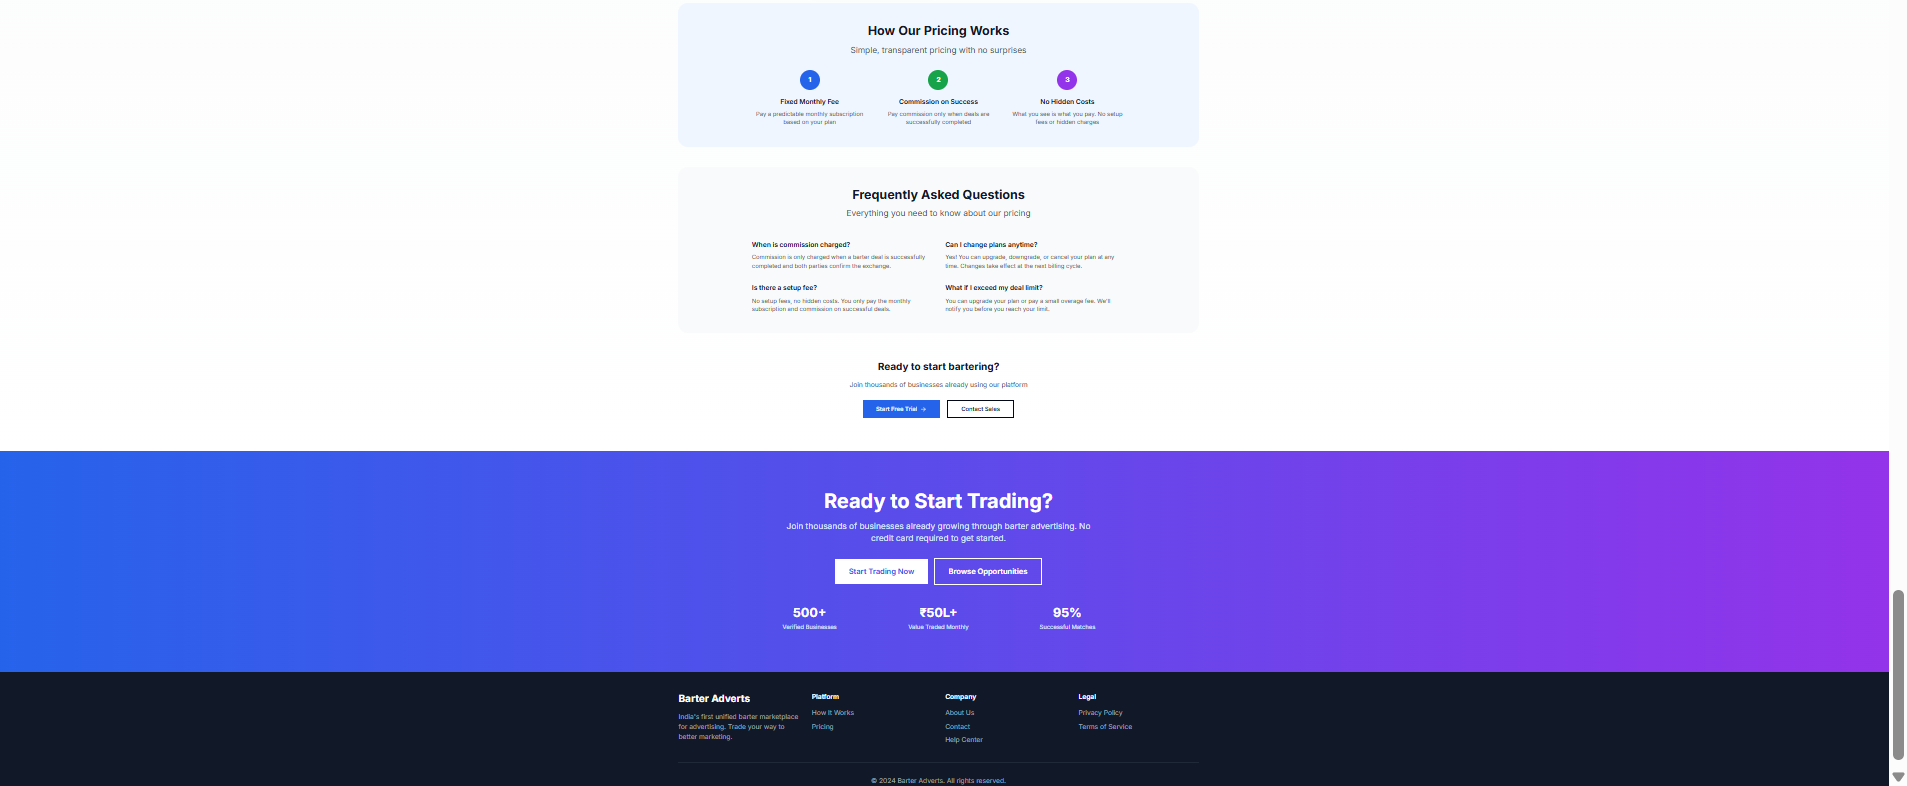 How Our Pricing Works
Simple, transparent pricing with no surprises
1
2
3
Fixed Monthly Fee
Commission on Success
No Hidden Costs
Pay a predictable monthly subscription
based on your plan
Pay commission only when deals are
successfully completed
What you see is what you pay. No setup
fees or hidden charges
Frequently Asked Questions
Everything you need to know about our pricing
When is commission charged?
Commission is only charged when a barter deal is successfully
completed and both parties confirm the exchange.
Can I change plans anytime?
Yes! You can upgrade, downgrade, or cancel your plan at any
time. Changes take effect at the next billing cycle.
Is there a setup fee?
No setup fees, no hidden costs. You only pay the monthly
subscription and commission on successful deals.
What if I exceed my deal limit?
You can upgrade your plan or pay a small overage fee. We'll
notify you before you reach your limit.
Ready to start bartering?
Join thousands of businesses already using our platform
Start Free Trial →
Contact Sales
Ready to Start Trading?
Join thousands of businesses already growing through barter advertising. No
credit card required to get started.
Start Trading Now
Browse Opportunities
500+
Verified Businesses
₹50L+
Value Traded Monthly
95%
Successful Matches
Barter Adverts
India's first unified barter marketplace
for advertising. Trade your way to
better marketing.
Platform
How It Works
Pricing
Company
About Us
Contact
Help Center
Legal
Privacy Policy
Terms of Service
© 2024 Barter Adverts. All rights reserved.